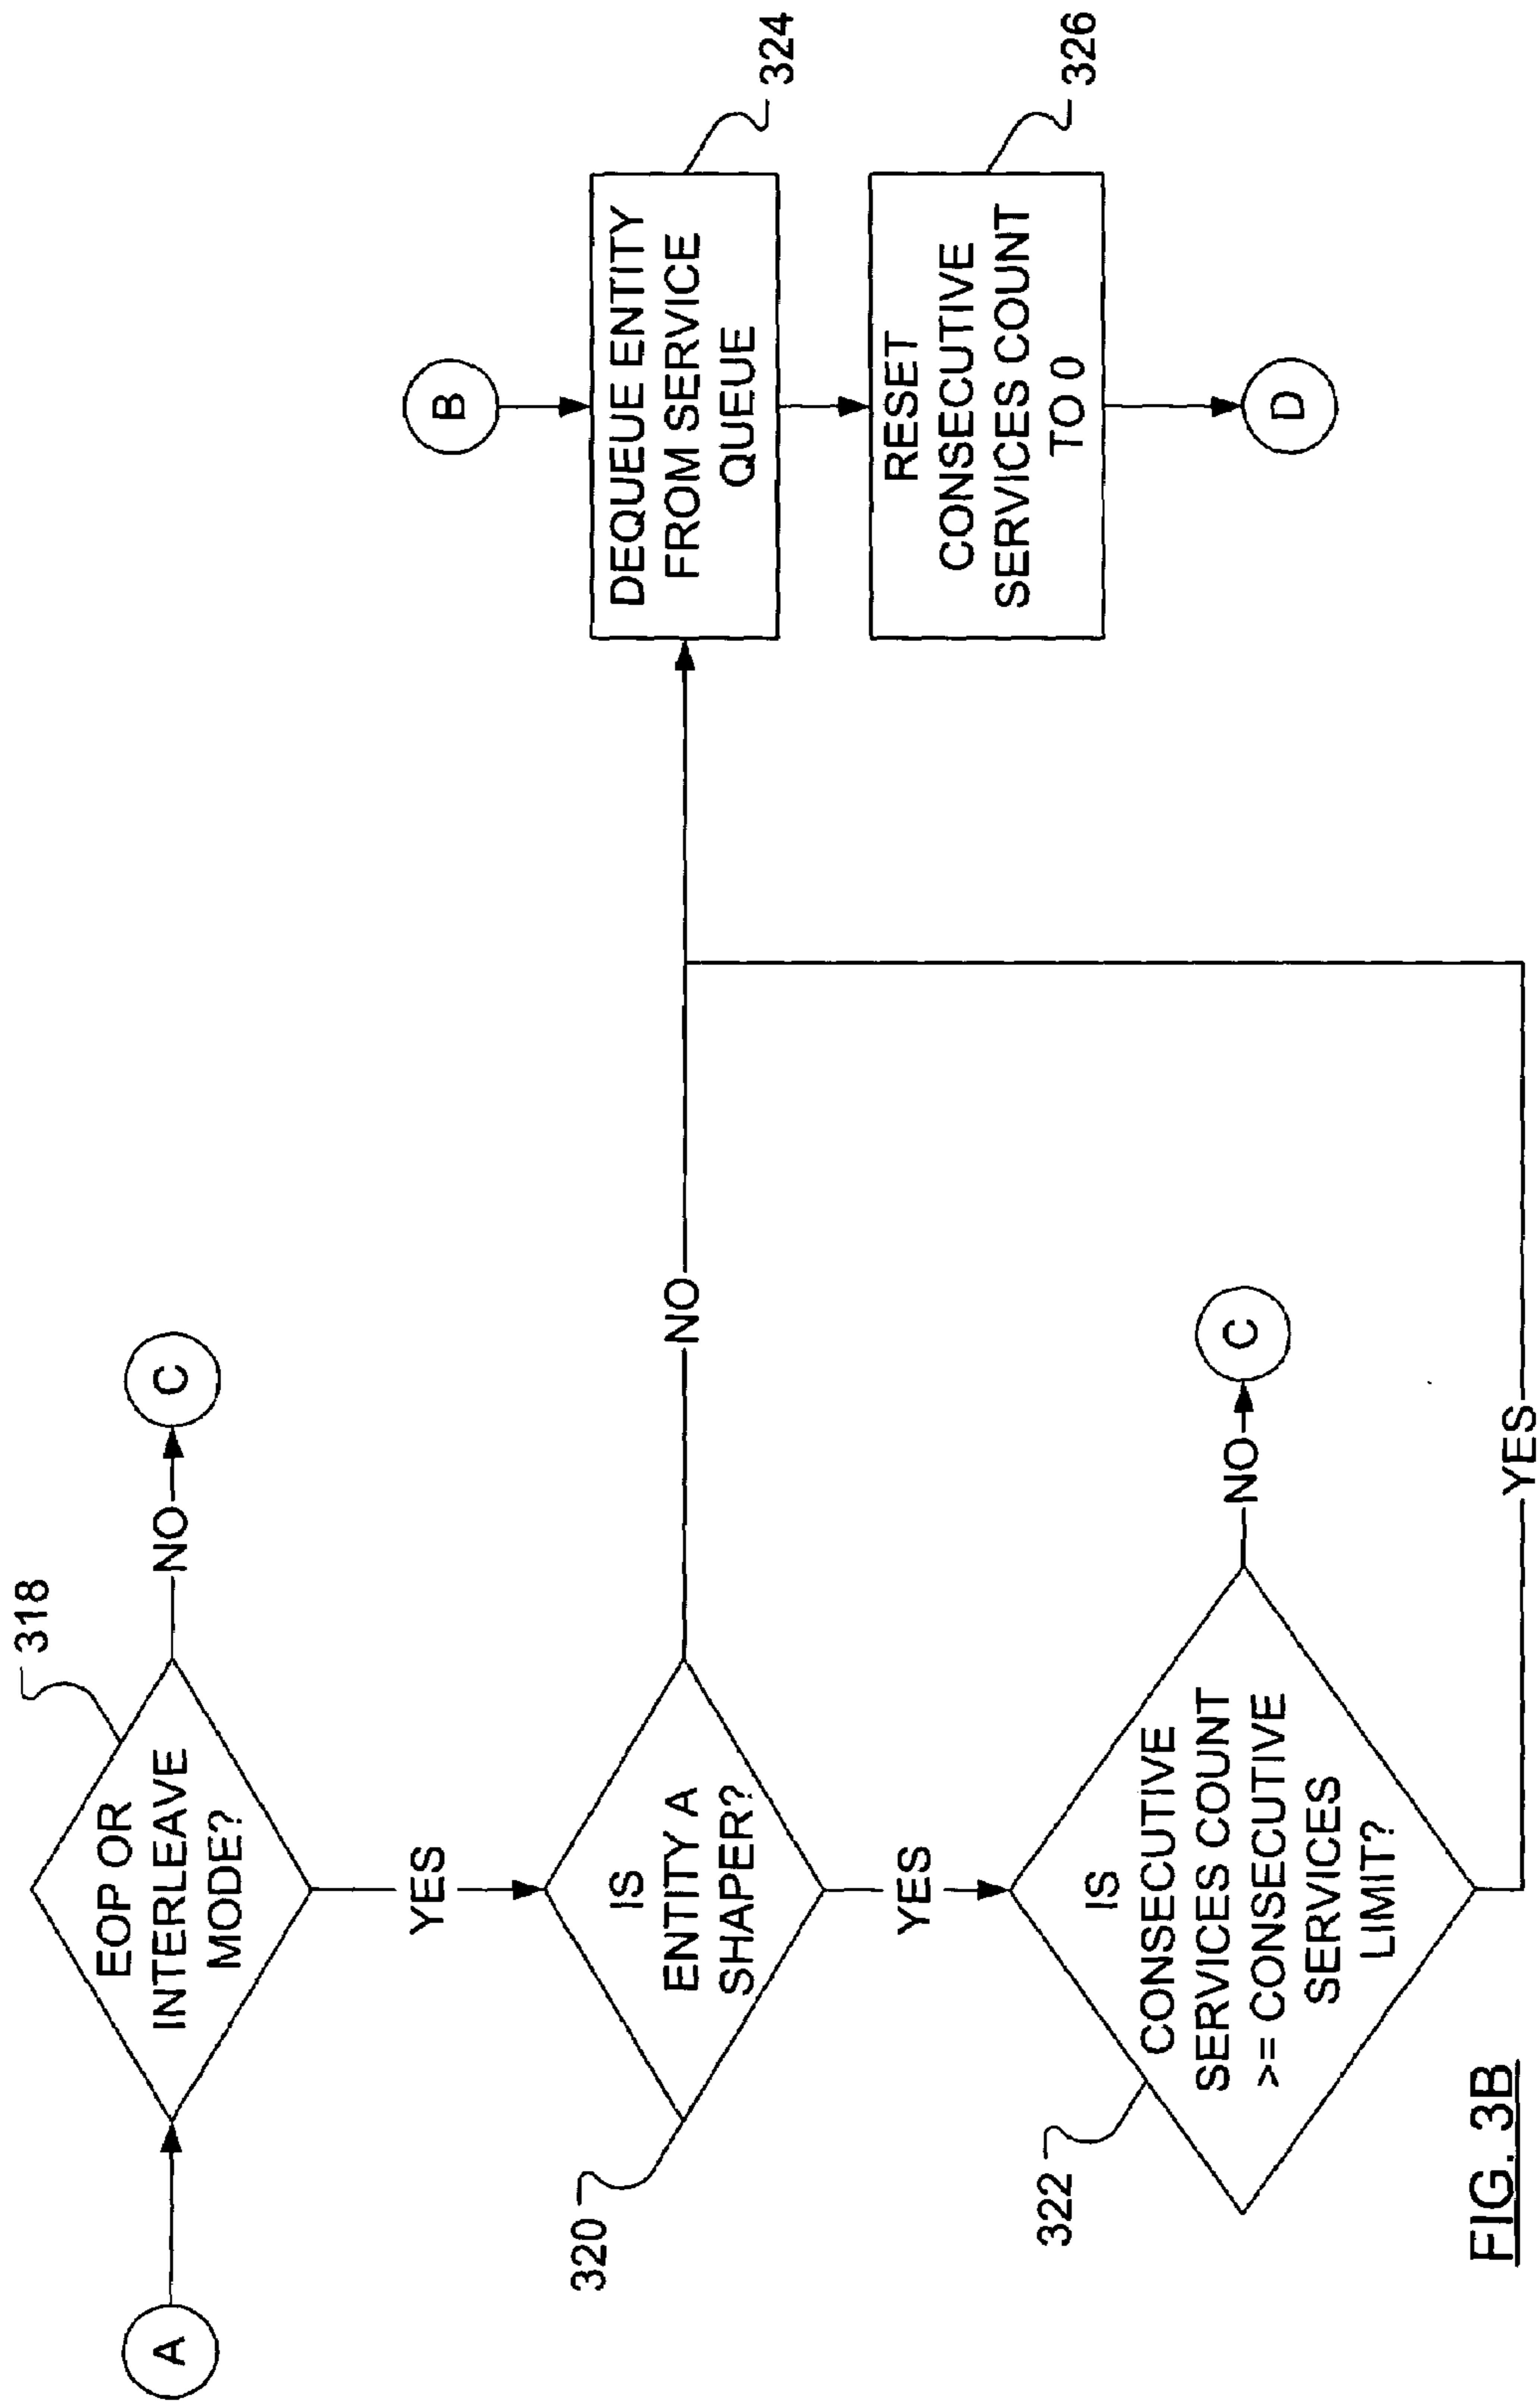 A
318
EOP OR
INTERLEAVE
MODE?
NO
C
YES
320
IS
ENTITY A
SHAPER?
NO
YES
322
IS
CONSECUTIVE
SERVICES COUNT
>= CONSECUTIVE
SERVICES
LIMIT?
NO
C
YES
B
324
DEQUEUE ENTITY
FROM SERVICE
QUEUE
326
RESET
CONSECUTIVE
SERVICES COUNT
TO 0
D
FIG. 3B